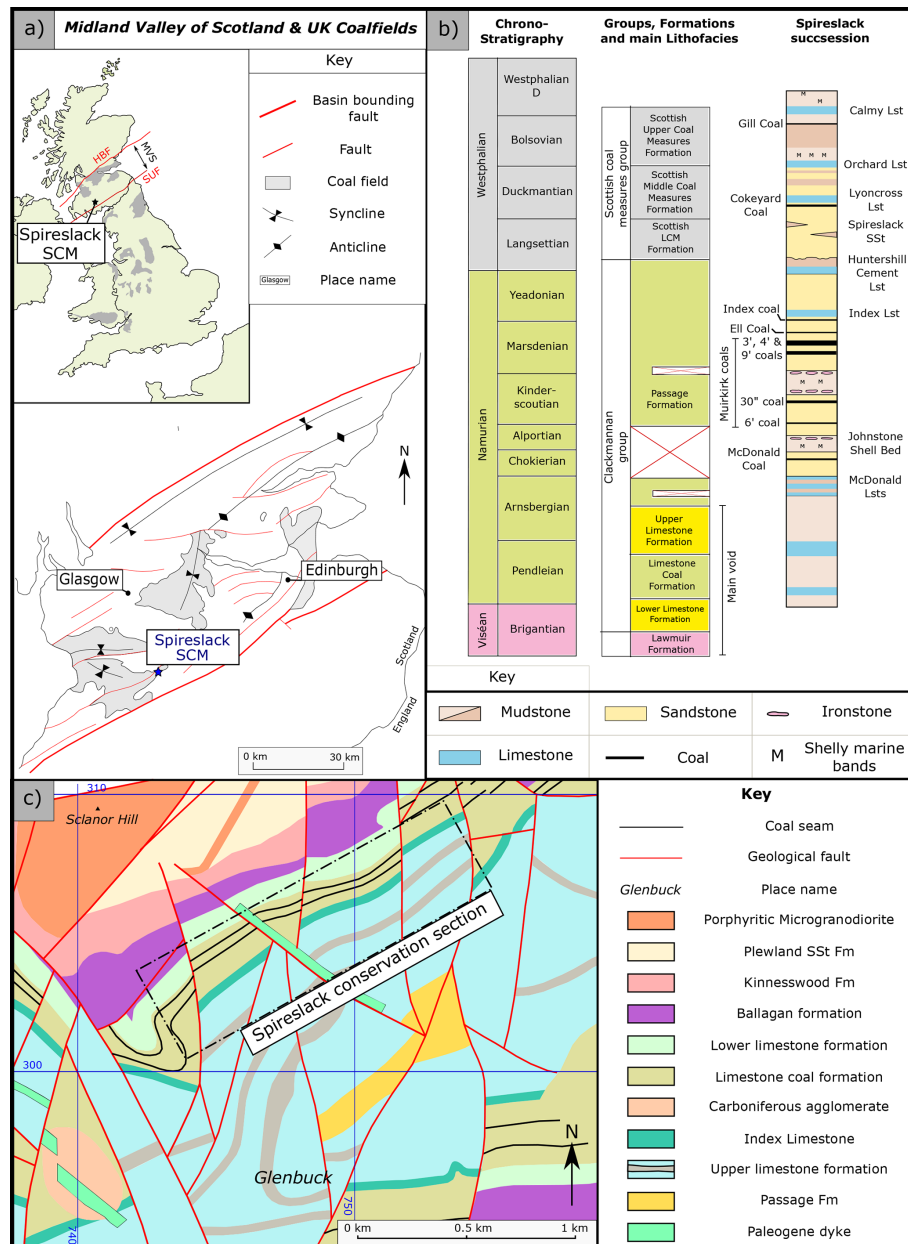 a)
Midland Valley of Scotland & UK Coalfields
Key
Basin bounding
fault
Fault
Coal field
Syncline
Anticline
Glasgow
Place name
HBF
MVS
SUF
Spireslack
SCM
N
Glasgow
Edinburgh
Spireslack
SCM
Scotland
England
0 km
30 km
b)
Chrono-
Stratigraphy
Groups, Formations
and main Lithofacies
Spireslack
succsession
Westphalian
Westphalian
D
Bolsovian
Duckmantian
Langsettian
Namurian
Yeadonian
Marsdenian
Kinder-
scoutian
Alportian
Chokierian
Arnsbergian
Pendleian
Viséan
Brigantian
Scottish coal
measures group
Scottish
Upper Coal
Measures
Formation
Scottish
Middle Coal
Measures
Formation
Scottish
LCM
Formation
Clackmannan
group
Passage
Formation
Upper
Limestone
Formation
Limestone
Coal
Formation
Lower Limestone
Formation
Lawmuir
Formation
Main void
Gill Coal
Cokeyard
Coal
Index coal
Ell Coal
3', 4' &
9' coals
Muirkirk coals
30" coal
6' coal
McDonald
Coal
M
M
M M M
M M
M M
Calmy Lst
Orchard Lst
Lyoncross
Lst
Spireslack
SSt
Huntershill
Cement
Lst
Index Lst
Johnstone
Shell Bed
McDonald
Lsts
Key
Mudstone
Sandstone
Ironstone
Limestone
Coal
M
Shelly marine
bands
c)
310
Sclanor Hill
Spireslack conservation section
300
Glenbuck
740
750
N
0 km
0.5 km
1 km
Key
Coal seam
Geological fault
Glenbuck
Place name
Porphyritic Microgranodiorite
Plewland SSt Fm
Kinnesswood Fm
Ballagan formation
Lower limestone formation
Limestone coal formation
Carboniferous agglomerate
Index Limestone
Upper limestone formation
Passage Fm
Paleogene dyke